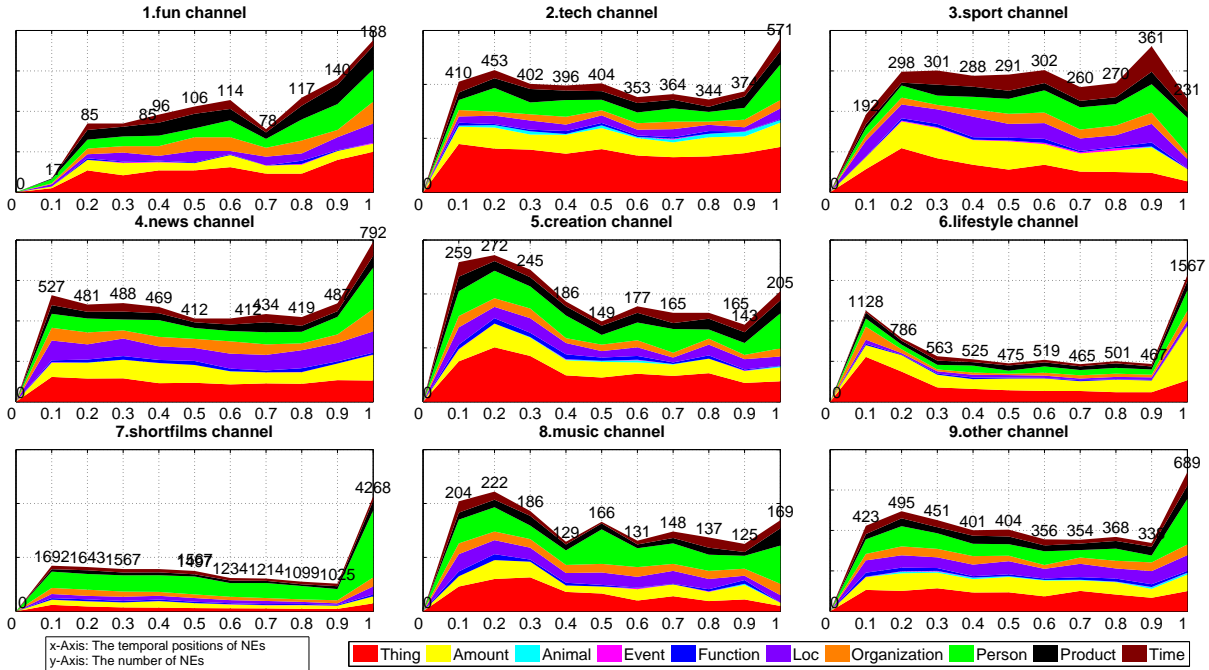 1.fun channel
2.tech channel
3.sport channel
0 17 85 85 96 106 114 78 117 140 188
0 410 453 402 396 404 353 364 344 374 571
0 192 298 301 288 291 302 260 270 361 231
0 0.1 0.2 0.3 0.4 0.5 0.6 0.7 0.8 0.9 1
0 0.1 0.2 0.3 0.4 0.5 0.6 0.7 0.8 0.9 1
0 0.1 0.2 0.3 0.4 0.5 0.6 0.7 0.8 0.9 1
4.news channel
5.creation channel
6.lifestyle channel
0 527 481 488 469 412 412 434 419 487 792
0 259 272 245 186 149 177 165 165 143 205
0 1128 786 563 525 475 519 465 501 467 1567
0 0.1 0.2 0.3 0.4 0.5 0.6 0.7 0.8 0.9 1
0 0.1 0.2 0.3 0.4 0.5 0.6 0.7 0.8 0.9 1
0 0.1 0.2 0.3 0.4 0.5 0.6 0.7 0.8 0.9 1
7.shortfilms channel
8.music channel
9.other channel
0 1692 1643 1567 1567 1234 1214 1099 1025 4268
0 204 222 186 129 166 131 148 137 125 169
0 423 495 451 401 404 356 354 368 689
0 0.1 0.2 0.3 0.4 0.5 0.6 0.7 0.8 0.9 1
0 0.1 0.2 0.3 0.4 0.5 0.6 0.7 0.8 0.9 1
0 0.1 0.2 0.3 0.4 0.5 0.6 0.7 0.8 0.9 1
x-Axis: The temporal positions of NEs
y-Axis: The number of NEs
Thing Amount Animal Event Function Loc Organization Person Product Time